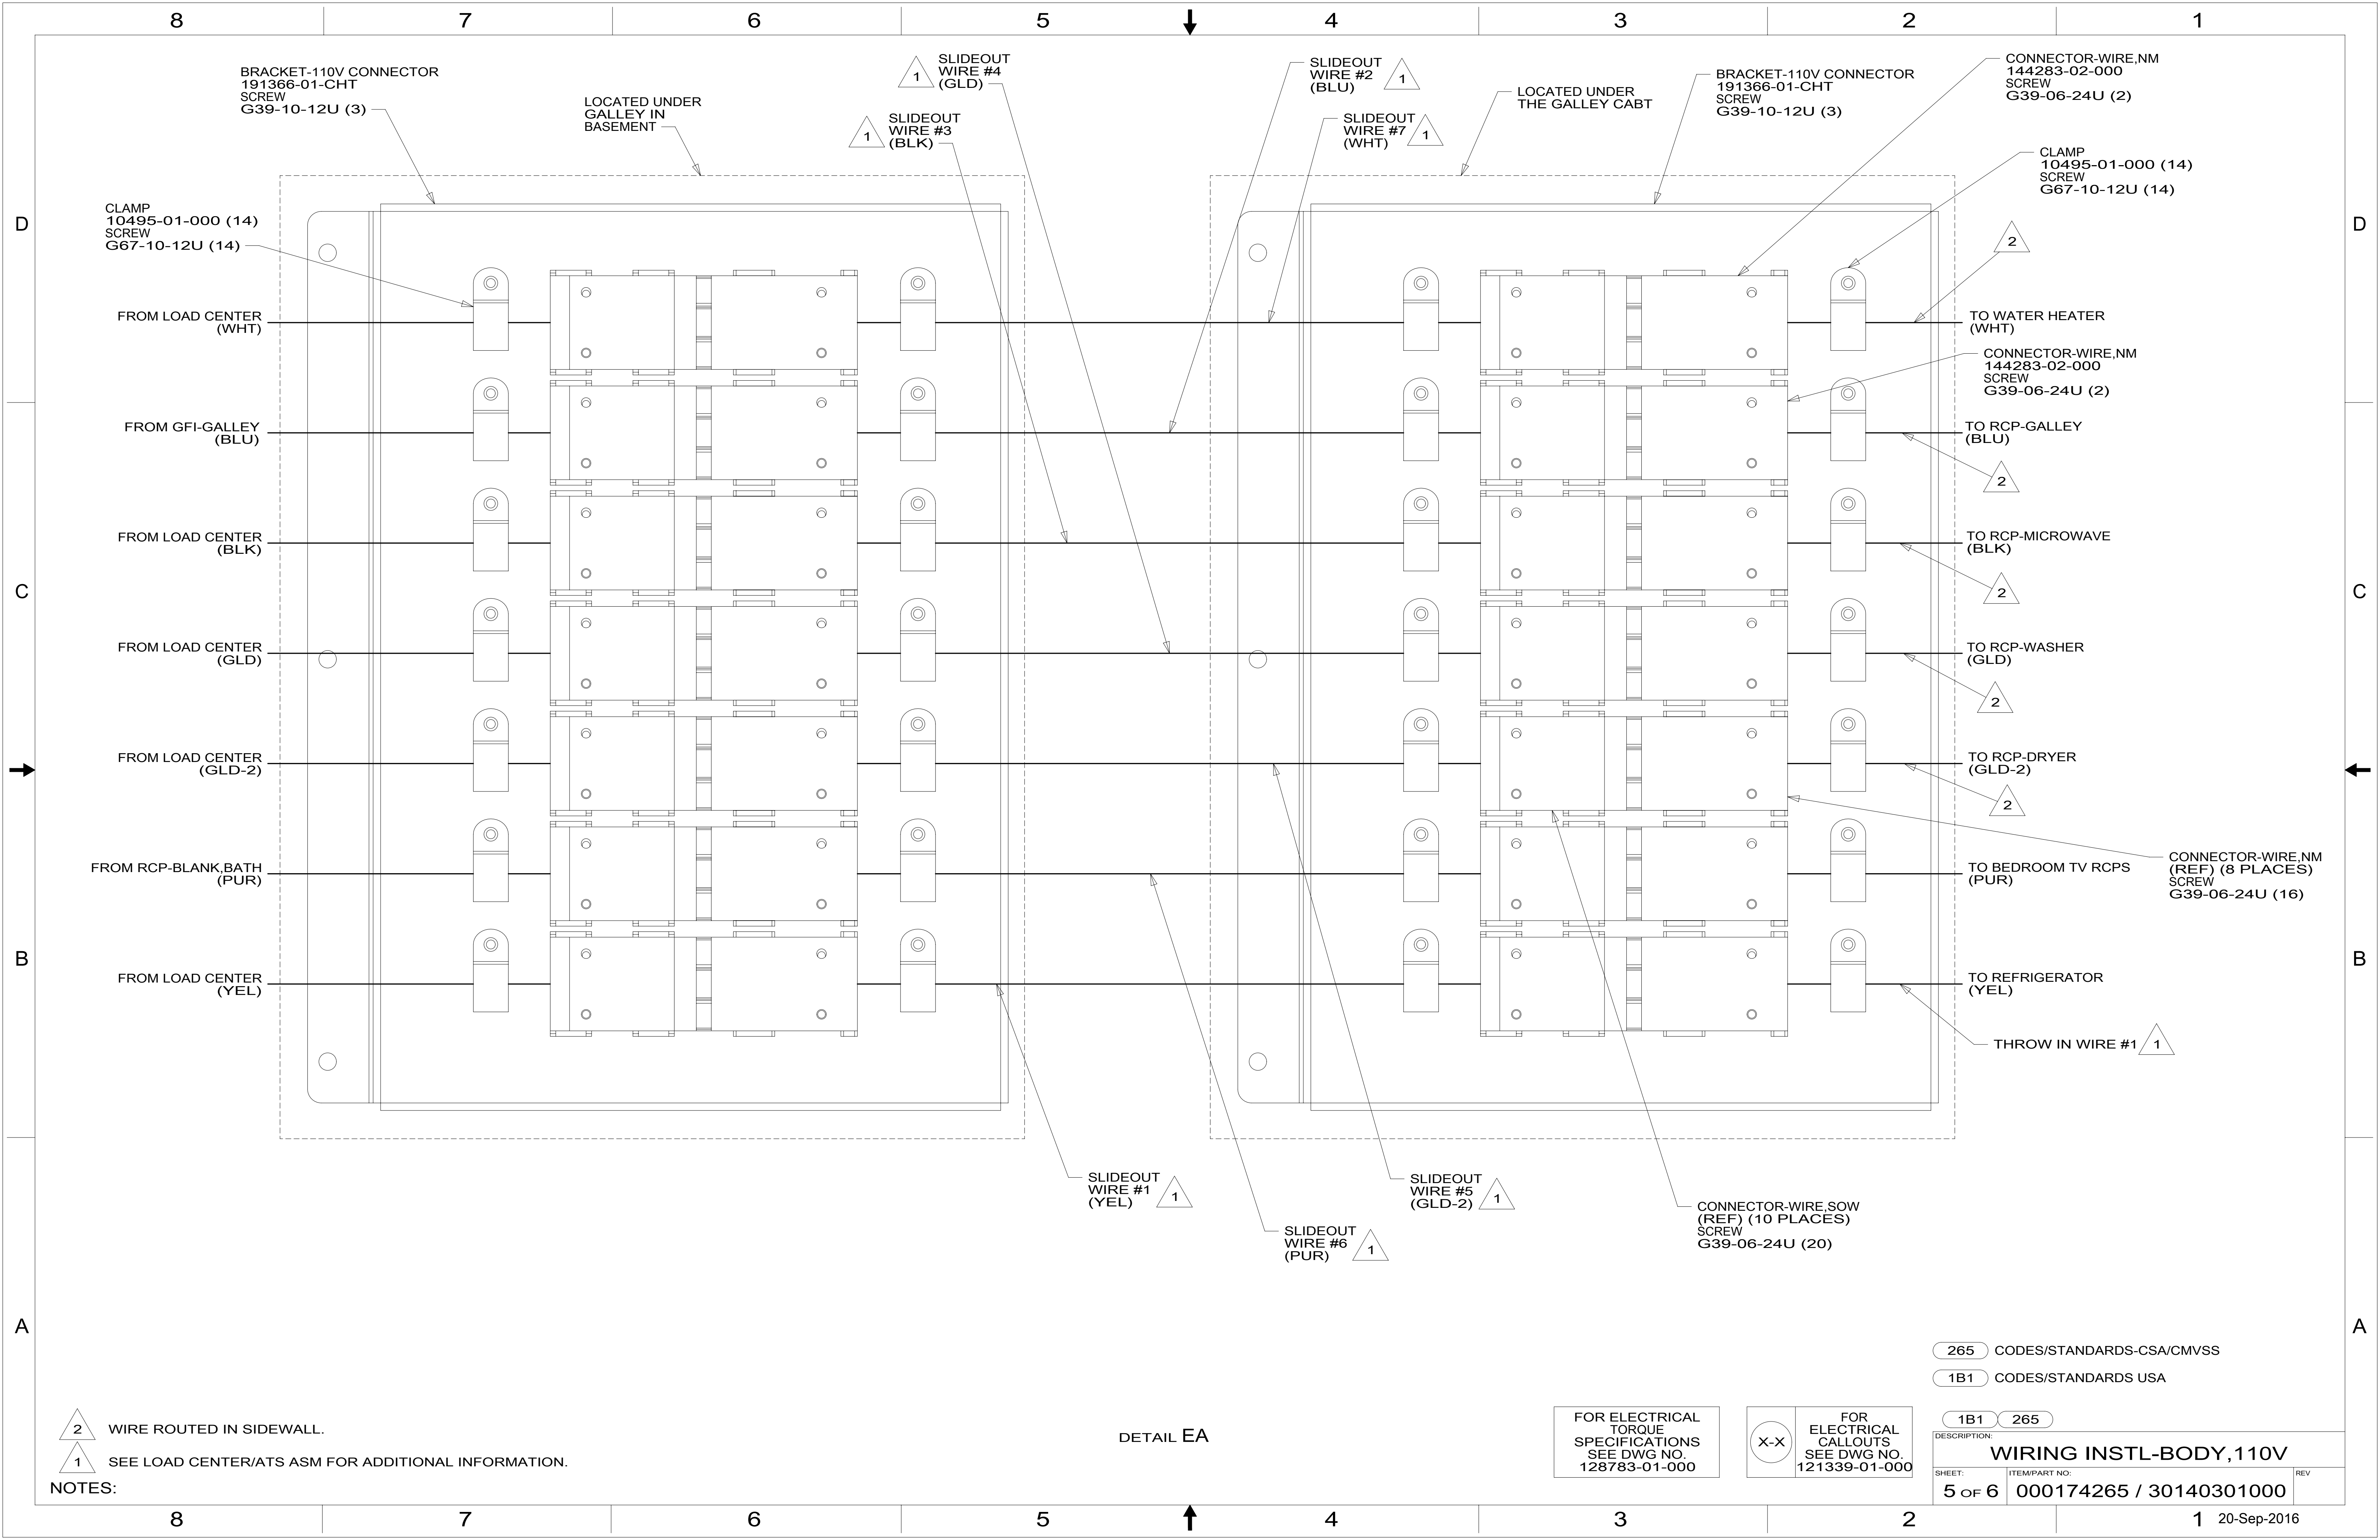 8 7 6 5 4 3 2 1
BRACKET-110V CONNECTOR
191366-01-CHT
SCREW
G39-10-12U (3)
LOCATED UNDER
GALLEY IN
BASEMENT
1
SLIDEOUT
WIRE #4
(GLD)
1
SLIDEOUT
WIRE #3
(BLK)
SLIDEOUT
WIRE #2
(BLU)
1
SLIDEOUT
WIRE #7
(WHT)
1
LOCATED UNDER
THE GALLEY CABT
BRACKET-110V CONNECTOR
191366-01-CHT
SCREW
G39-10-12U (3)
CONNECTOR-WIRE,NM
144283-02-000
SCREW
G39-06-24U (2)
CLAMP
10495-01-000 (14)
SCREW
G67-10-12U (14)
D
CLAMP
10495-01-000 (14)
SCREW
G67-10-12U (14)
D
2
FROM LOAD CENTER
(WHT)
TO WATER HEATER
(WHT)
CONNECTOR-WIRE,NM
144283-02-000
SCREW
G39-06-24U (2)
FROM GFI-GALLEY
(BLU)
TO RCP-GALLEY
(BLU)
2
FROM LOAD CENTER
(BLK)
TO RCP-MICROWAVE
(BLK)
2
C
C
FROM LOAD CENTER
(GLD)
TO RCP-WASHER
(GLD)
2
FROM LOAD CENTER
(GLD-2)
TO RCP-DRYER
(GLD-2)
2
FROM RCP-BLANK,BATH
(PUR)
TO BEDROOM TV RCPS
(PUR)
CONNECTOR-WIRE,NM
(REF) (8 PLACES)
SCREW
G39-06-24U (16)
B
B
FROM LOAD CENTER
(YEL)
TO REFRIGERATOR
(YEL)
THROW IN WIRE #1
1
SLIDEOUT
WIRE #1
(YEL)
1
SLIDEOUT
WIRE #6
(PUR)
1
SLIDEOUT
WIRE #5
(GLD-2)
1
CONNECTOR-WIRE,SOW
(REF) (10 PLACES)
SCREW
G39-06-24U (20)
A
A
265 CODES/STANDARDS-CSA/CMVSS
1B1 CODES/STANDARDS USA
2 WIRE ROUTED IN SIDEWALL.
1 SEE LOAD CENTER/ATS ASM FOR ADDITIONAL INFORMATION.
NOTES:
DETAIL EA
FOR ELECTRICAL
TORQUE
SPECIFICATIONS
SEE DWG NO.
128783-01-000
X-X
FOR
ELECTRICAL
CALLOUTS
SEE DWG NO.
121339-01-000
1B1 265
DESCRIPTION:
WIRING INSTL-BODY,110V
SHEET:
5 OF 6
ITEM/PART NO:
000174265 / 30140301000
REV
8 7 6 5 4 3 2 1
20-Sep-2016